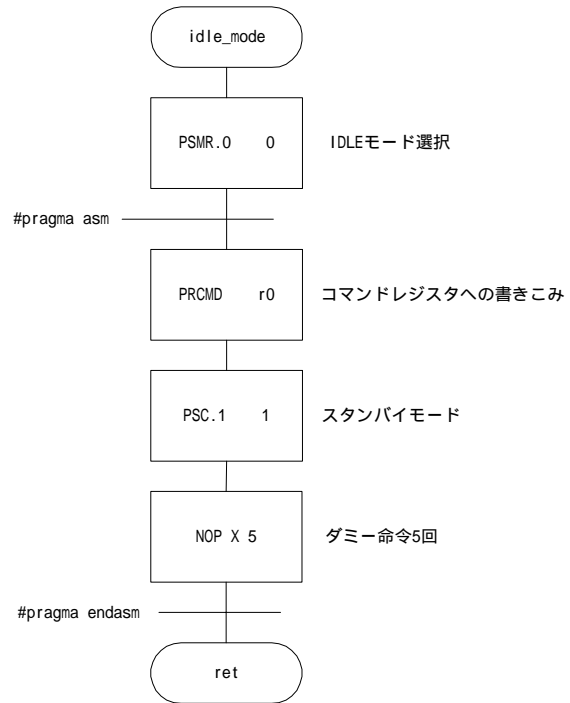 idle_mode
PSMR.0 0 IDLEモード選択
#pragma asm
PRCMD r0 コマンドレジスタへの書きこみ
PSC.1 1 スタンバイモード
NOP X 5 ダミー命令5回
#pragma endasm
ret